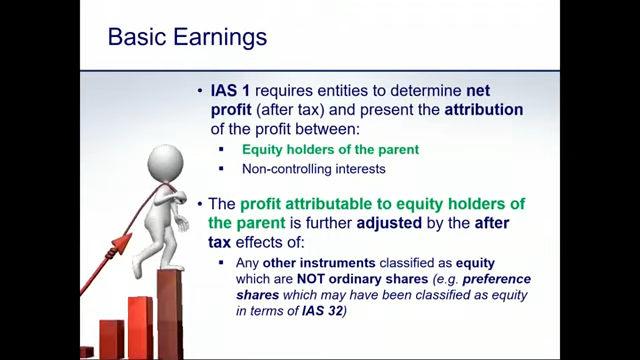 Basic Earnings
• IAS 1 requires entities to determine net
profit (after tax) and present the attribution
of the profit between:
▪ Equity holders of the parent
▪ Non-controlling interests
• The profit attributable to equity holders of
the parent is further adjusted by the after
tax effects of:
▪ Any other instruments classified as equity
which are NOT ordinary shares (e.g. preference
shares which may have been classified as equity
in terms of IAS 32)